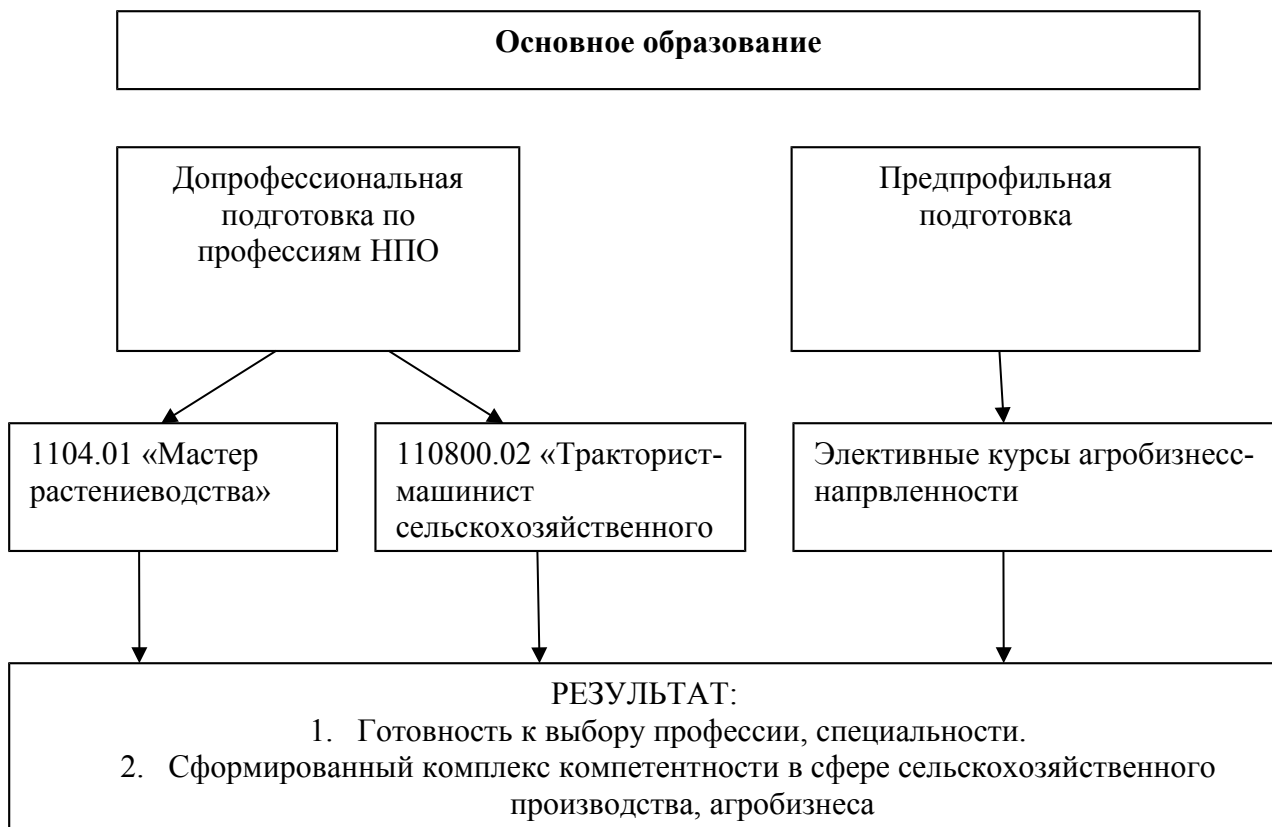 Основное образование
Допрофессиональная
подготовка по
профессиям НПО
Предпрофильная
подготовка
1104.01 «Мастер
растениеводства»
110800.02 «Тракторист-
машинист
сельскохозяйственного
Элективные курсы агробизнесс-
напрвленности
РЕЗУЛЬТАТ:
1. Готовность к выбору профессии, специальности.
2. Сформированный комплекс компетентности в сфере сельскохозяйственного
производства, агробизнеса